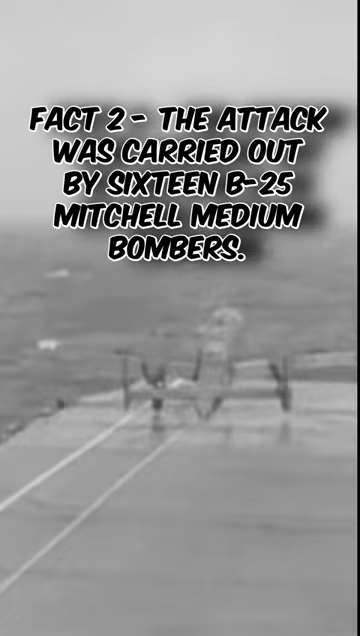 FACT 2 - THE ATTACK
WAS CARRIED OUT
BY SIXTEEN B-25
MITCHELL MEDIUM
BOMBERS.